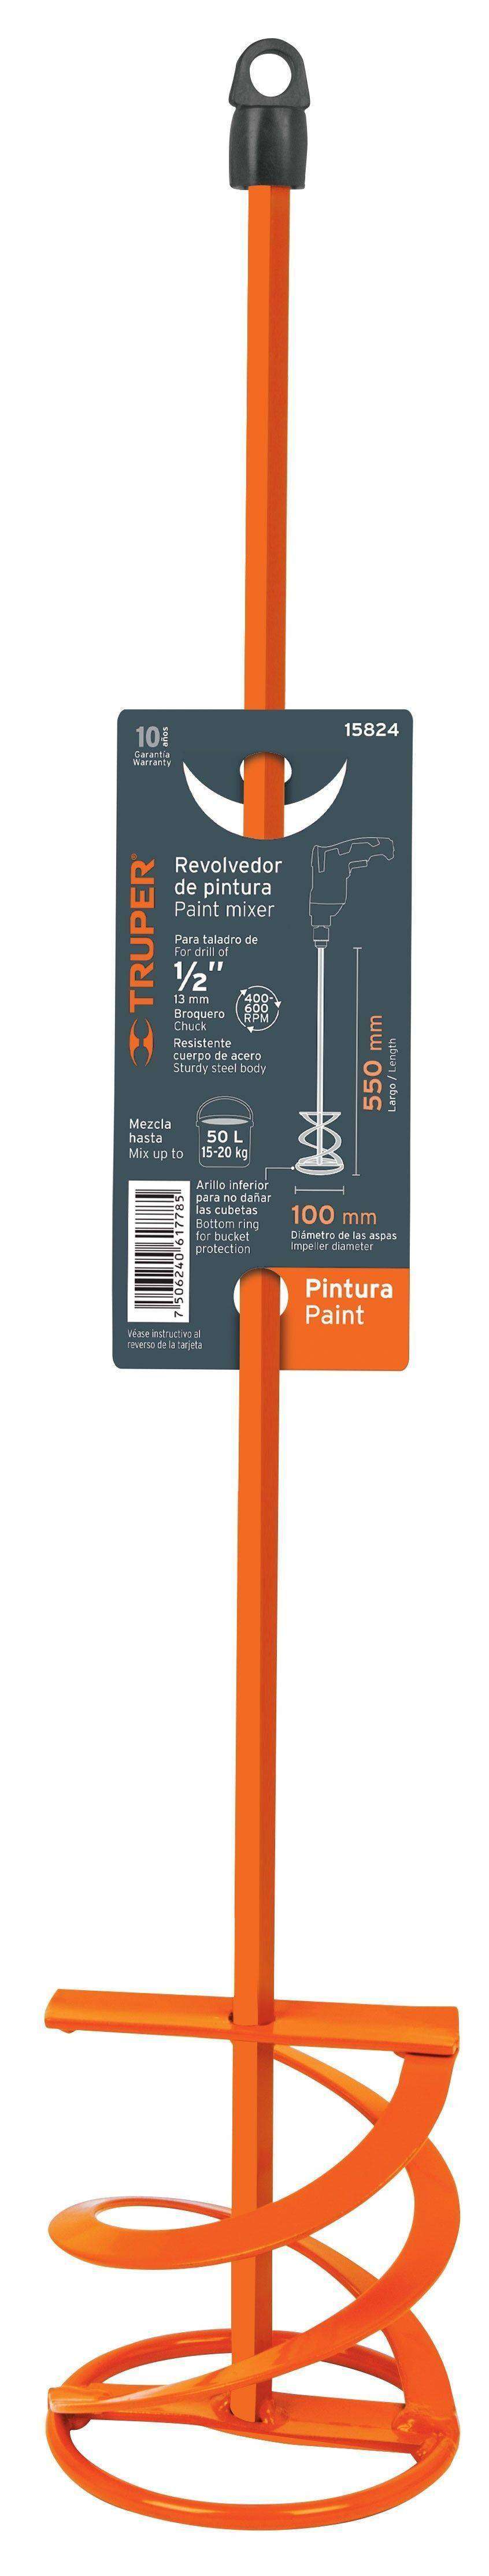 10 años
Garantía
Warranty
15824
TRUPER®
Revolvedor
de pintura
Paint mixer
Para taladro de
For drill of
1/2"
13 mm
Broquero
Chuck
400-
600
RPM
Resistente
cuerpo de acero
Sturdy steel body
550 mm
Largo / Length
Mezcla
hasta
Mix up to
50 L
15-20 kg
Arillo inferior
para no dañar
las cubetas
Bottom ring
for bucket
protection
100 mm
Diámetro de las aspas
Impeller diameter
7 506240 617785
Véase instructivo al
reverso de la tarjeta
Pintura
Paint